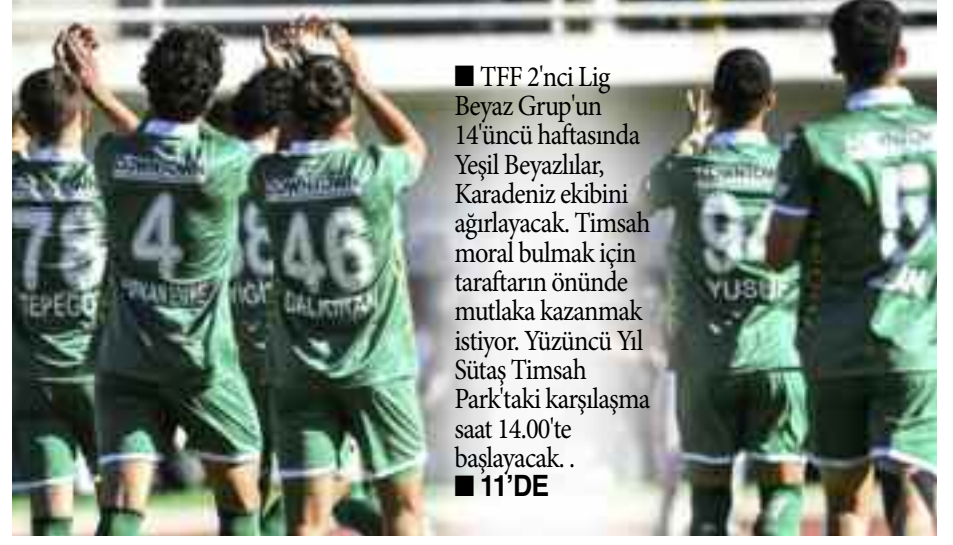 DOWNTOWN
4
DOWNTOWN
46
DALKIRAN
YUSUF
■ TFF 2'nci Lig
Beyaz Grup'un
14'üncü haftasında
Yeşil Beyazlılar,
Karadeniz ekibini
ağırlayacak. Timsah
moral bulmak için
taraftarın önünde
mutlaka kazanmak
istiyor. Yüzüncü Yıl
Sütaş Timsah
Park'taki karşılaşma
saat 14.00'te
başlayacak. .
■ 11’DE